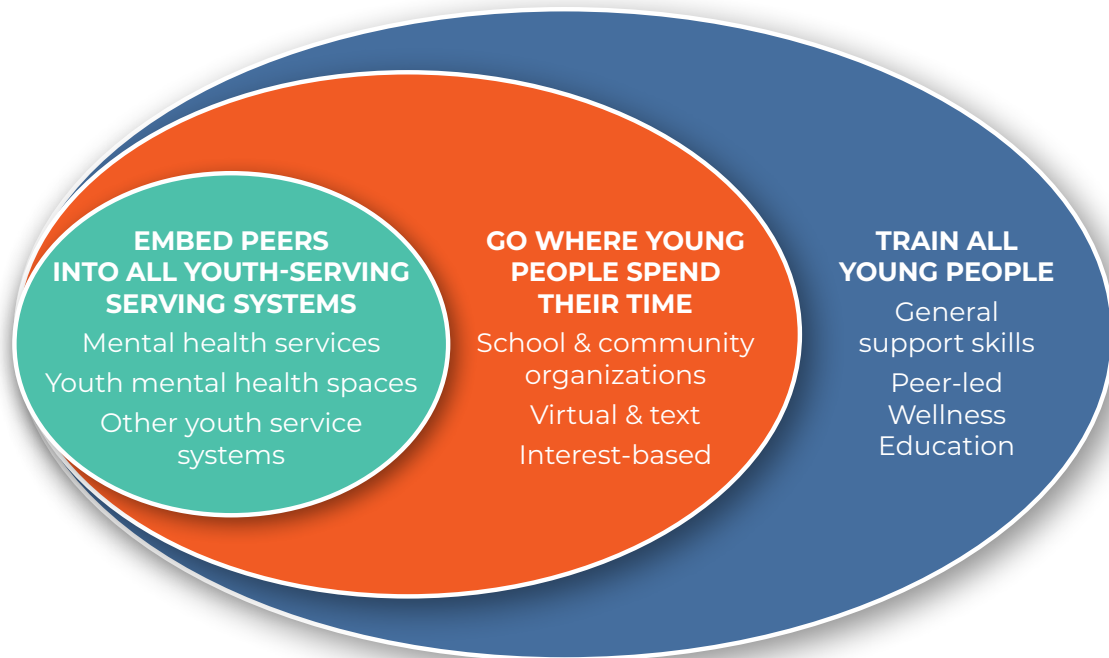 EMBED PEERS
INTO ALL YOUTH-SERVING
SERVING SYSTEMS
Mental health services
Youth mental health spaces
Other youth service
systems
GO WHERE YOUNG
PEOPLE SPEND
THEIR TIME
School & community
organizations
Virtual & text
Interest-based
TRAIN ALL
YOUNG PEOPLE
General
support skills
Peer-led
Wellness
Education